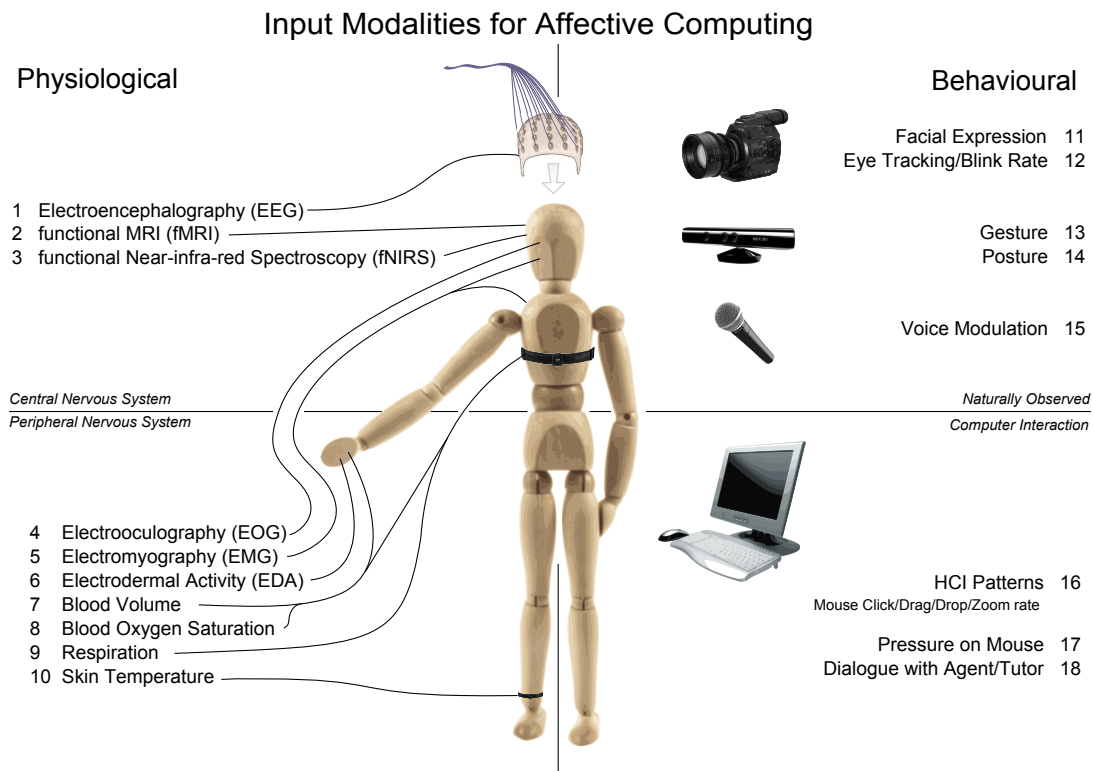 Input Modalities for Affective Computing
Physiological
Behavioural
1 Electroencephalography (EEG)
2 functional MRI (fMRI)
3 functional Near-infra-red Spectroscopy (fNIRS)
Facial Expression 11
Eye Tracking/Blink Rate 12
Gesture 13
Posture 14
Voice Modulation 15
Central Nervous System
Peripheral Nervous System
Naturally Observed
Computer Interaction
4 Electrooculography (EOG)
5 Electromyography (EMG)
6 Electrodermal Activity (EDA)
7 Blood Volume
8 Blood Oxygen Saturation
9 Respiration
10 Skin Temperature
HCI Patterns 16
Mouse Click/Drag/Drop/Zoom rate
Pressure on Mouse 17
Dialogue with Agent/Tutor 18